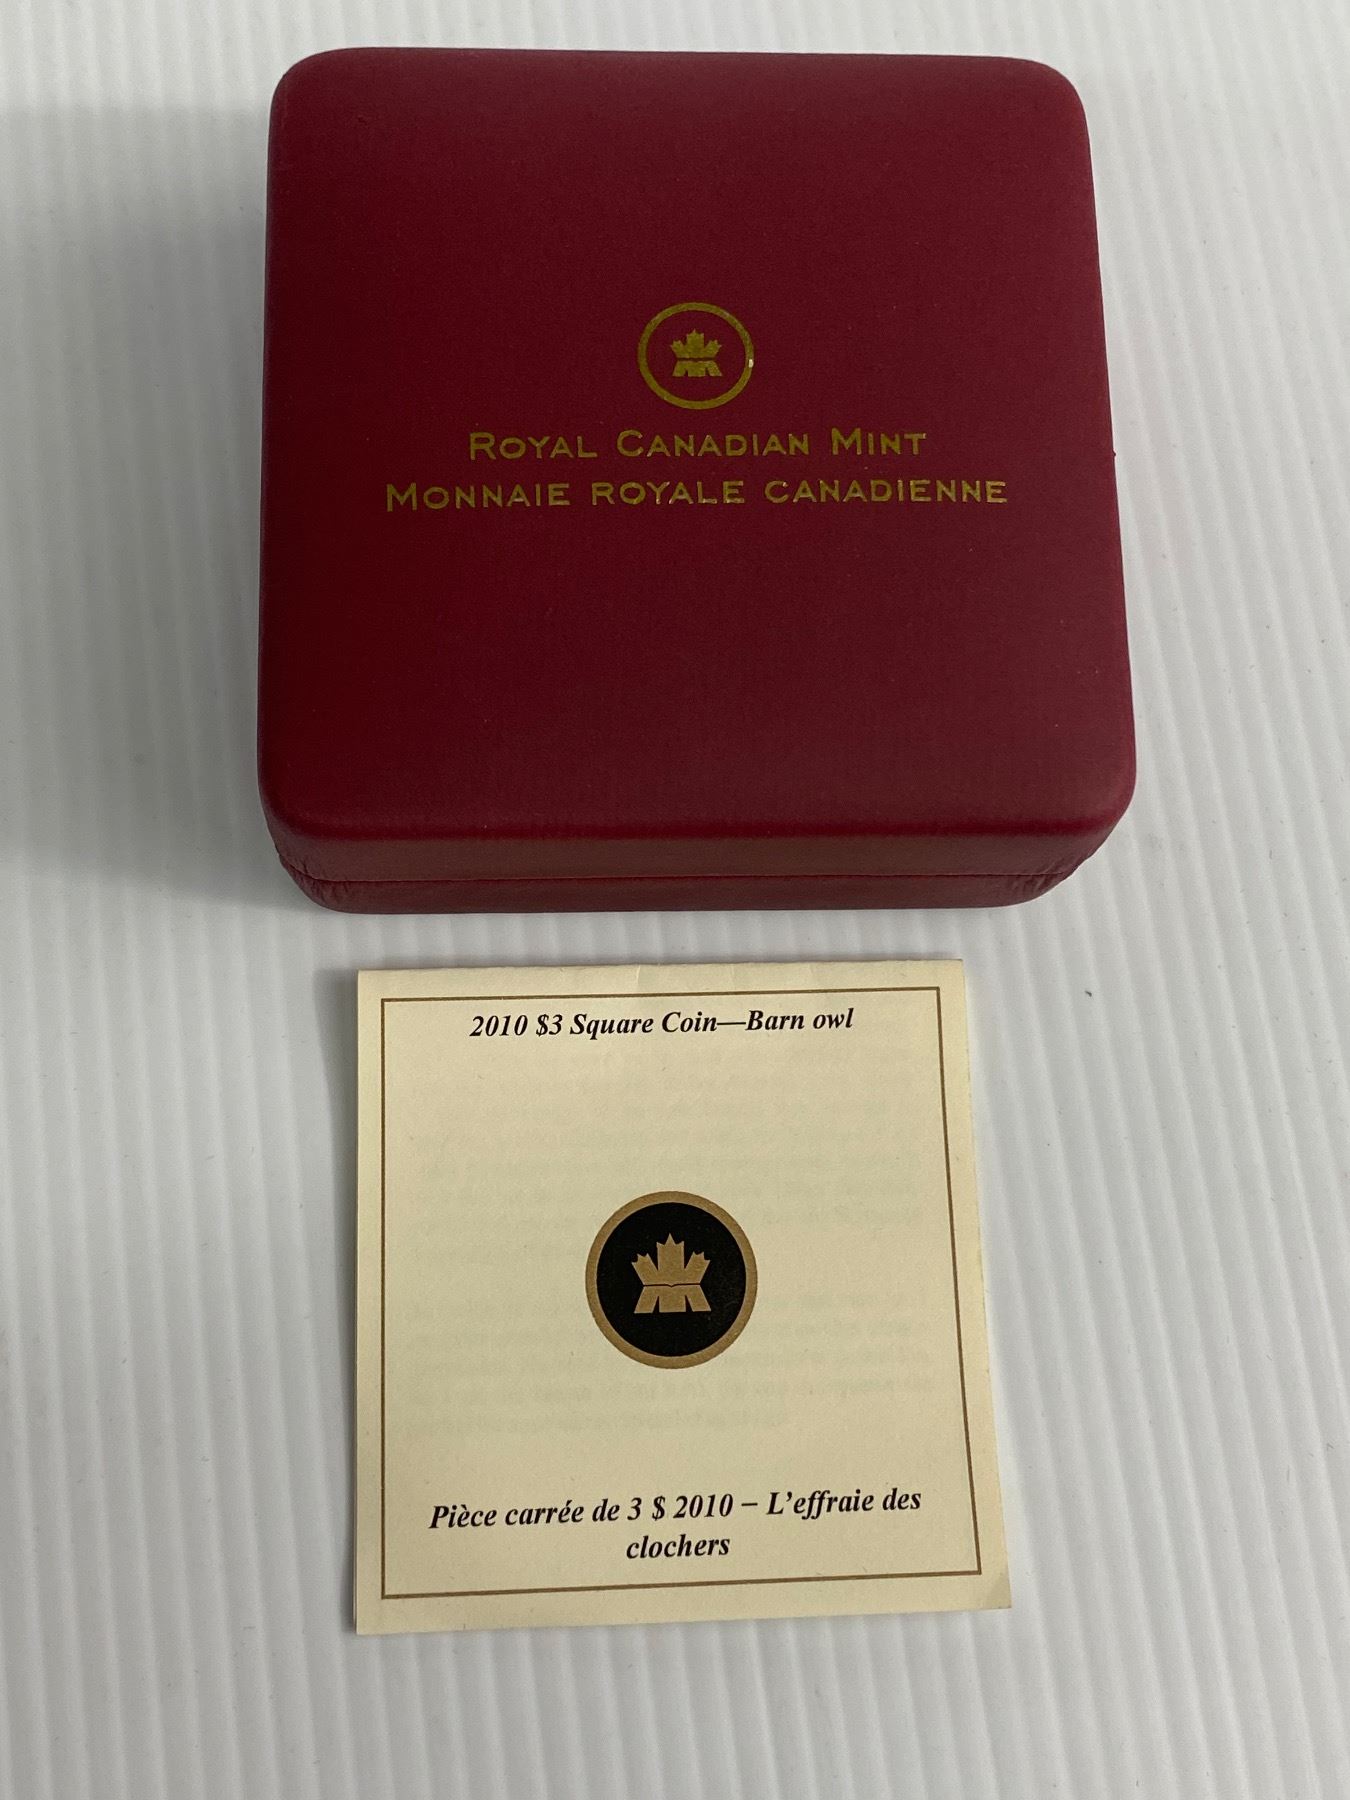 ROYAL CANADIAN MINT
MONNAIE ROYALE CANADIENNE
2010 $3 Square Coin—Barn owl
Pièce carrée de 3 $ 2010 – L'effraie des
clochers